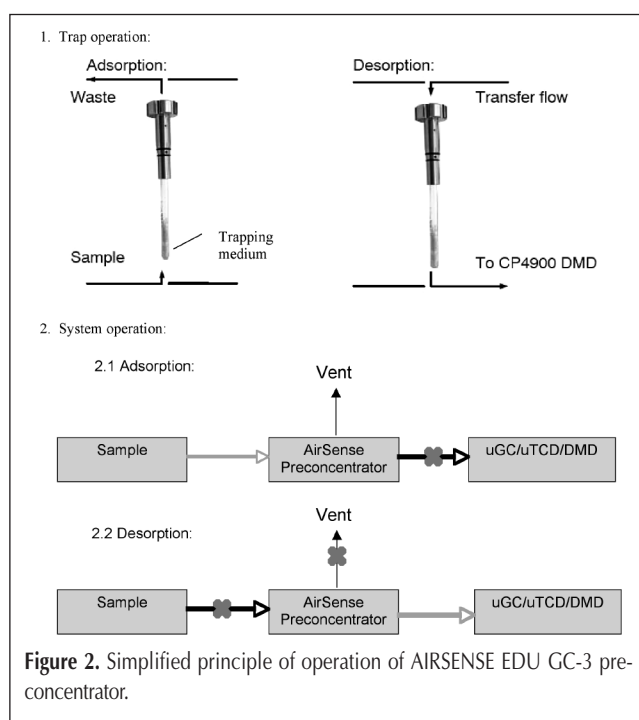 1. Trap operation:
Adsorption:
Desorption:
Waste
Transfer flow
Trapping
medium
Sample
To CP4900 DMD
2. System operation:
2.1 Adsorption:
Vent
Sample
AirSense
Preconcentrator
uGC/uTCD/DMD
2.2 Desorption:
Vent
Sample
AirSense
Preconcentrator
uGC/uTCD/DMD
Figure 2. Simplified principle of operation of AIRSENSE EDU GC-3 pre-
concentrator.